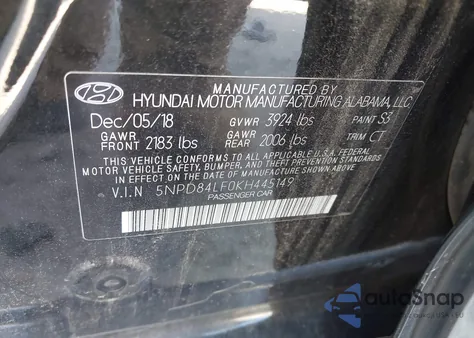 MANUFACTURED BY
HYUNDAI MOTOR MANUFACTURING ALABAMA, LLC
Dec/05/18 GVWR 3924 lbs PAINT S3
GAWR FRONT 2183 lbs GAWR REAR 2006 lbs TRIM CT
THIS VEHICLE CONFORMS TO ALL APPLICABLE FEDERAL
MOTOR VEHICLE SAFETY, BUMPER, AND THEFT PREVENTION STANDARDS
IN EFFECT ON THE DATE OF MANUFACTURE SHOWN ABOVE.
V.I.N 5NPD84LF0KH445149
PASSENGER CAR
autoSnap